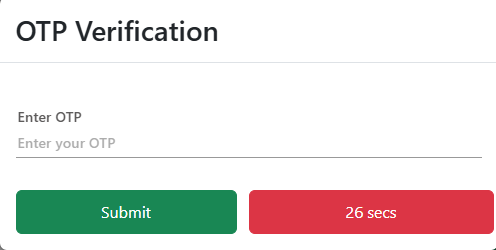 OTP Verification
Enter OTP
Enter your OTP
Submit
26 secs